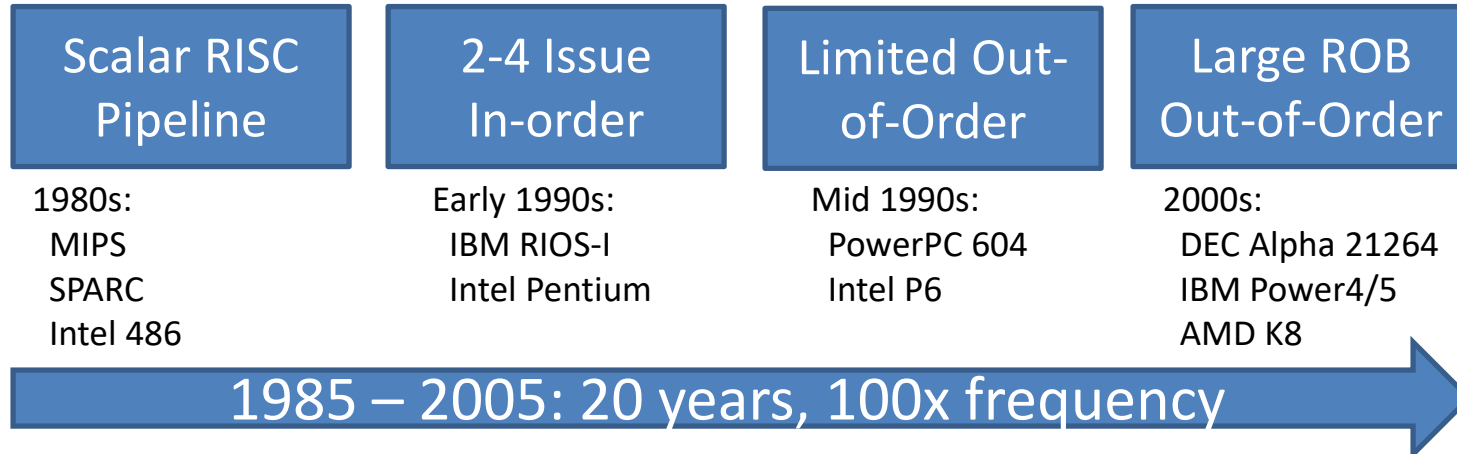 Scalar RISC
Pipeline
2-4 Issue
In-order
Limited Out-
of-Order
Large ROB
Out-of-Order
1980s:
MIPS
SPARC
Intel 486
Early 1990s:
IBM RIOS-I
Intel Pentium
Mid 1990s:
PowerPC 604
Intel P6
2000s:
DEC Alpha 21264
IBM Power4/5
AMD K8
1985 – 2005: 20 years, 100x frequency